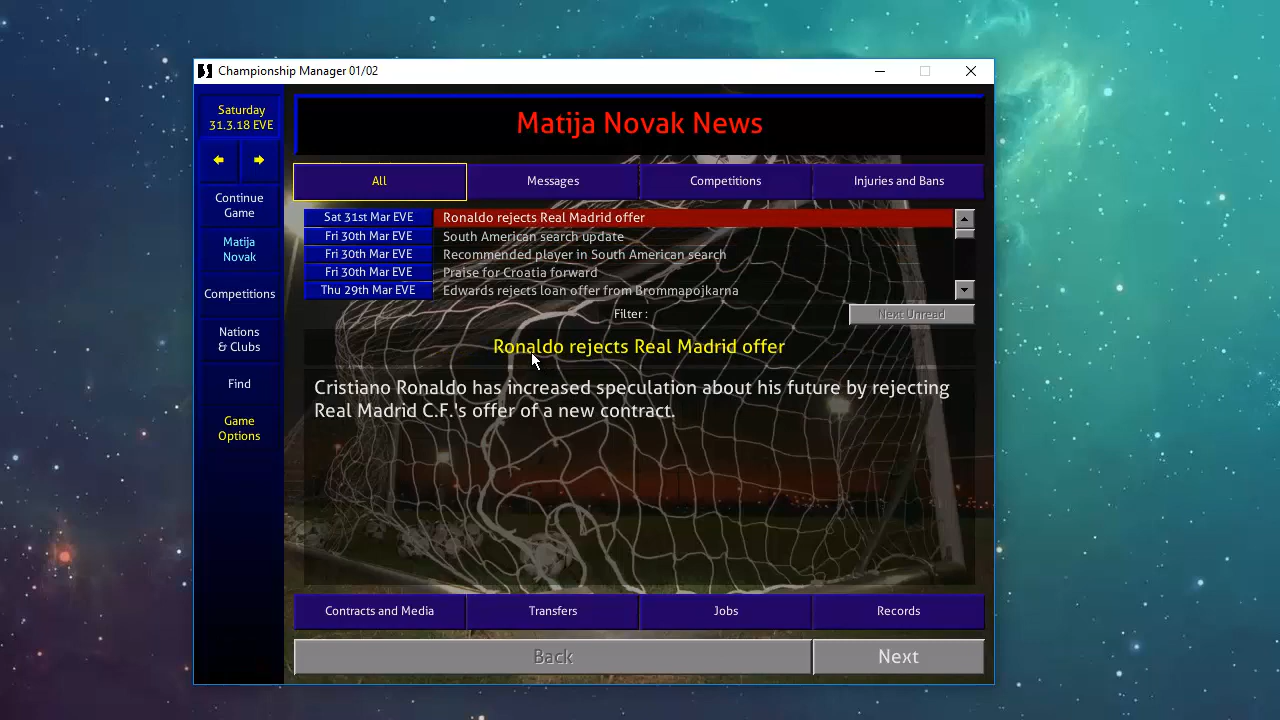 Championship Manager 01/02
Saturday
31.3.18 EVE
Continue
Game
Matija
Novak
Competitions
Nations
& Clubs
Find
Game
Options
Matija Novak News
All
Messages
Competitions
Injuries and Bans
Sat 31st Mar EVE Ronaldo rejects Real Madrid offer
Fri 30th Mar EVE South American search update
Fri 30th Mar EVE Recommended player in South American search
Fri 30th Mar EVE Praise for Croatia forward
Thu 29th Mar EVE Edwards rejects loan offer from Brommapojkarna
Filter :
Next Unread
Ronaldo rejects Real Madrid offer
Cristiano Ronaldo has increased speculation about his future by rejecting
Real Madrid C.F.'s offer of a new contract.
Contracts and Media
Transfers
Jobs
Records
Back
Next